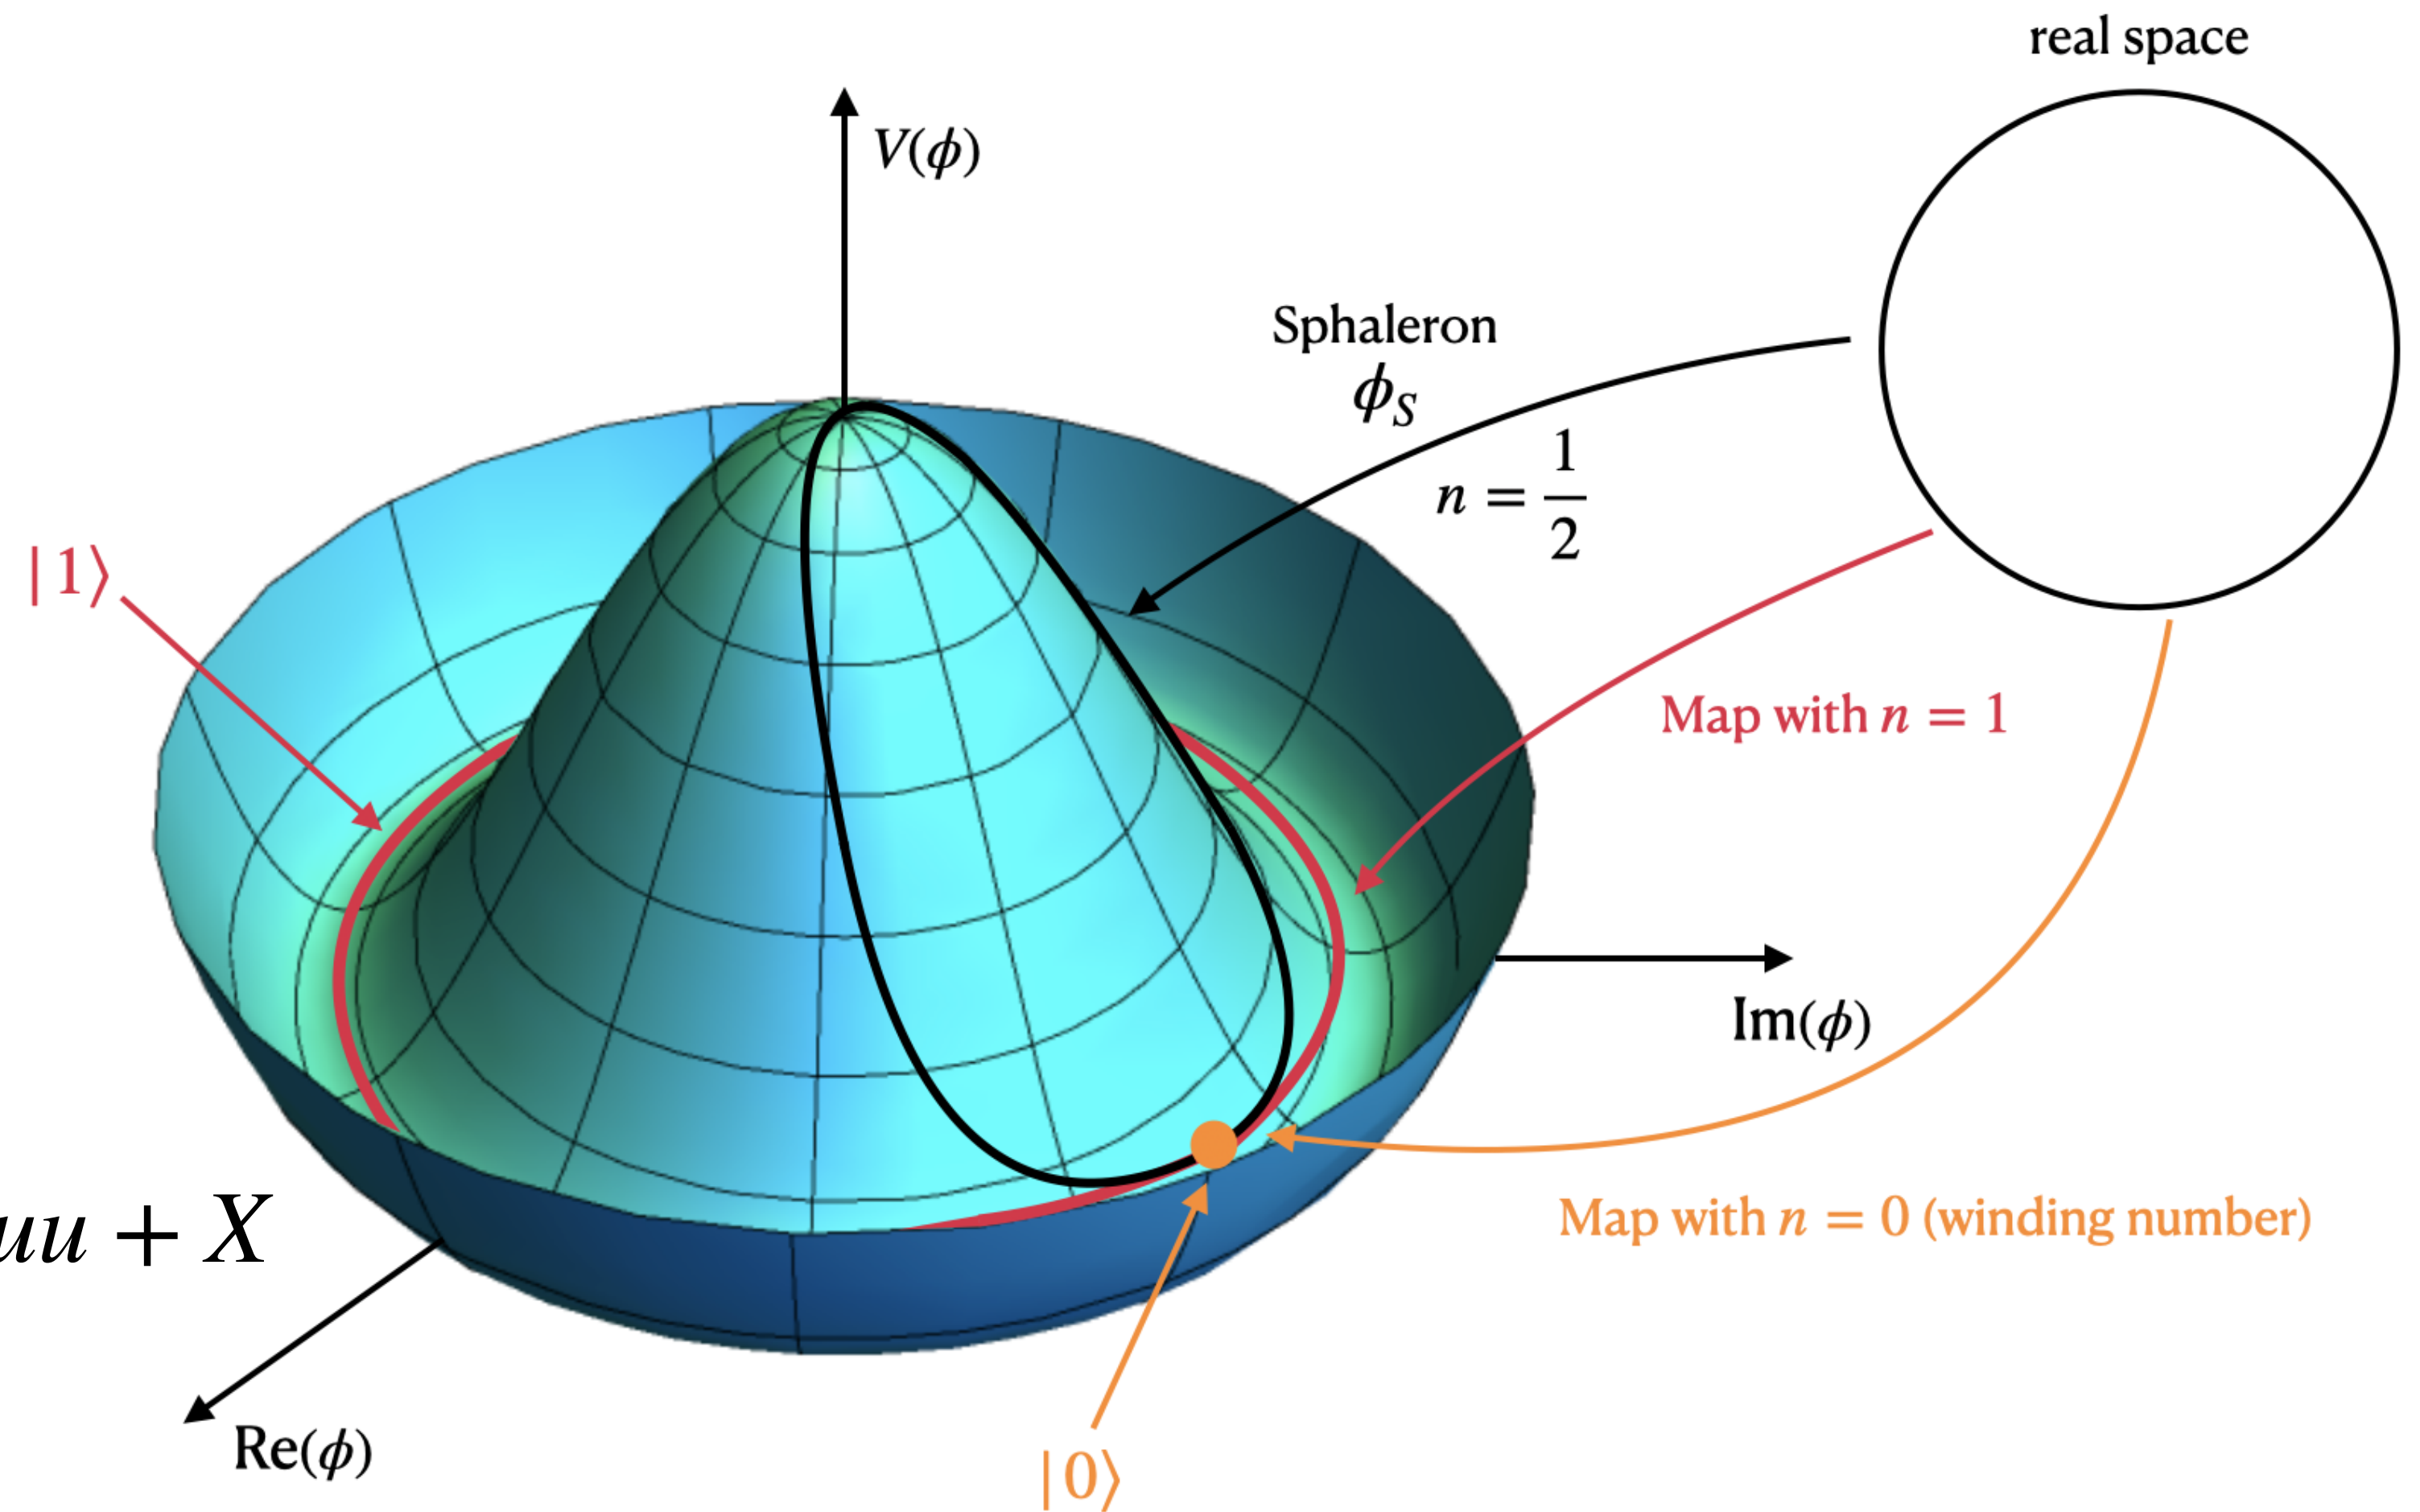 real space
V(ϕ)
Sphaleron
ϕ_S
n = 1/2
|1⟩
Map with n = 1
Im(ϕ)
uu + X
Map with n = 0 (winding number)
Re(ϕ)
|0⟩